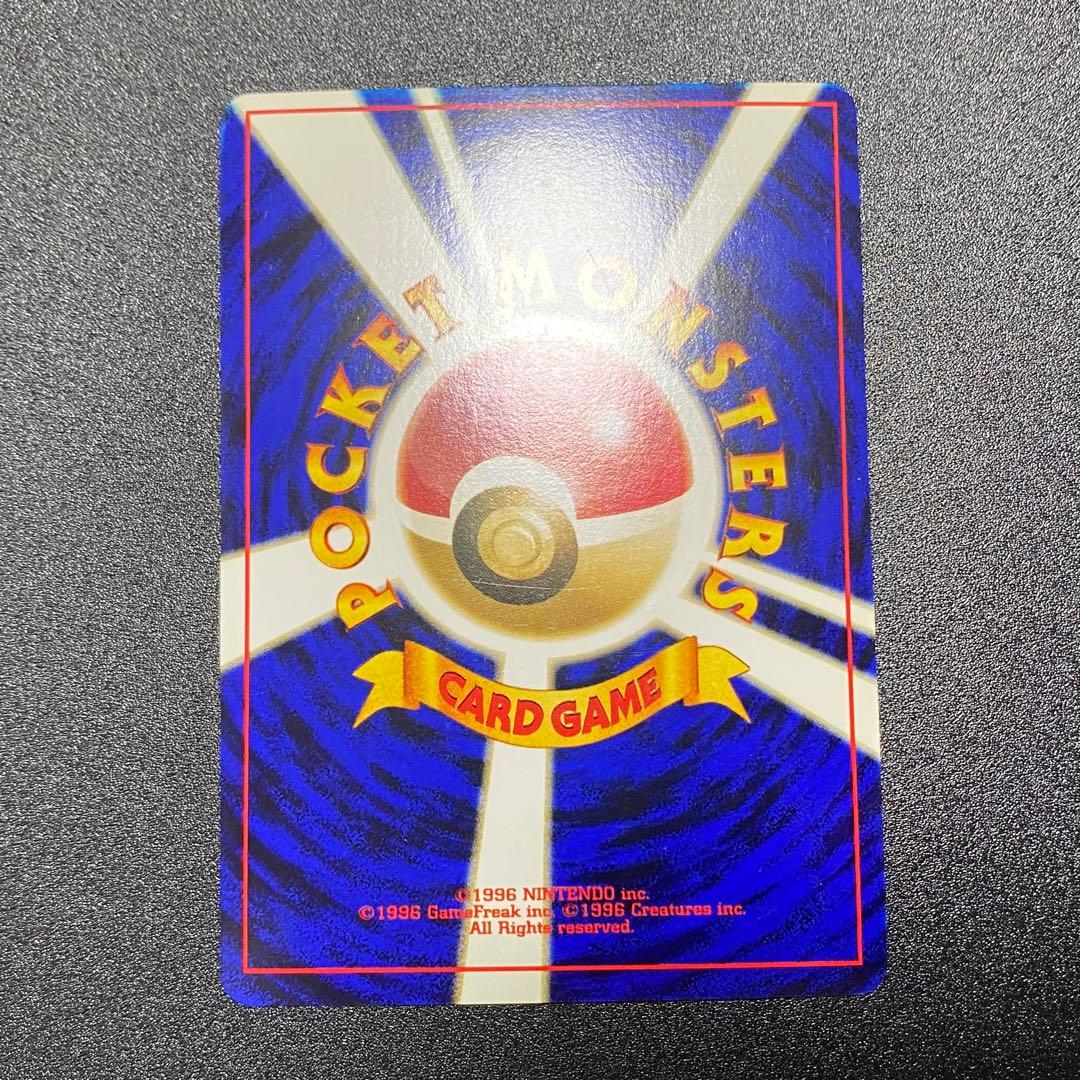 POCKET MONSTERS
CARD GAME
©1996 NINTENDO inc.
©1996 GameFreak inc. ©1996 Creatures inc.
All Rights reserved.